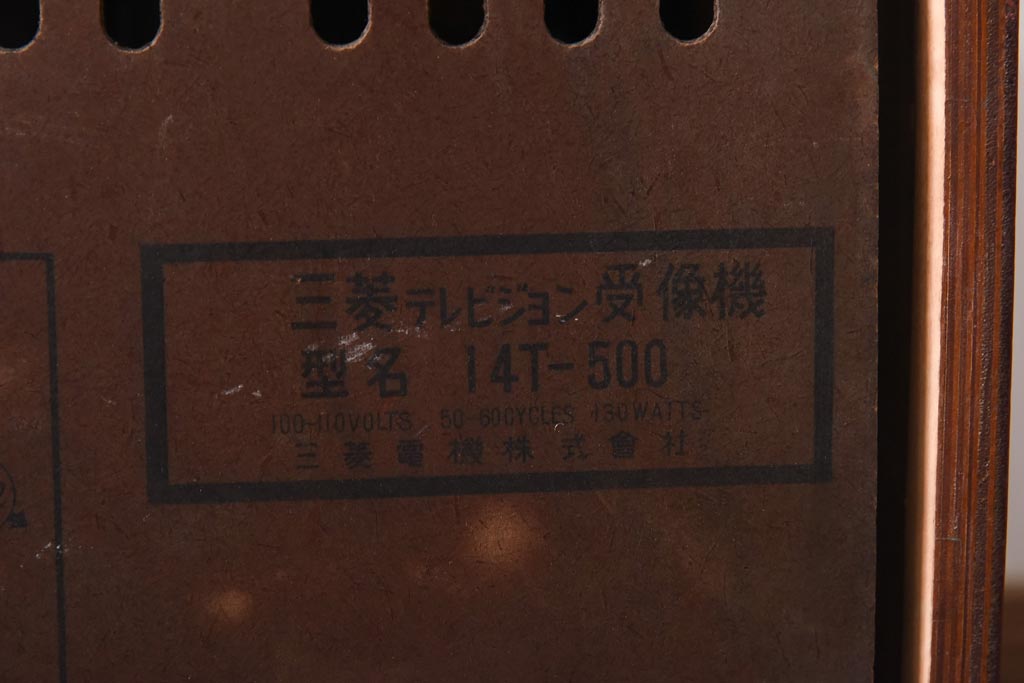 三菱テレビジョン受像機
型名 14T-500
100-110VOLTS 50-60CYCLES 130WATTS
三菱電機株式會社